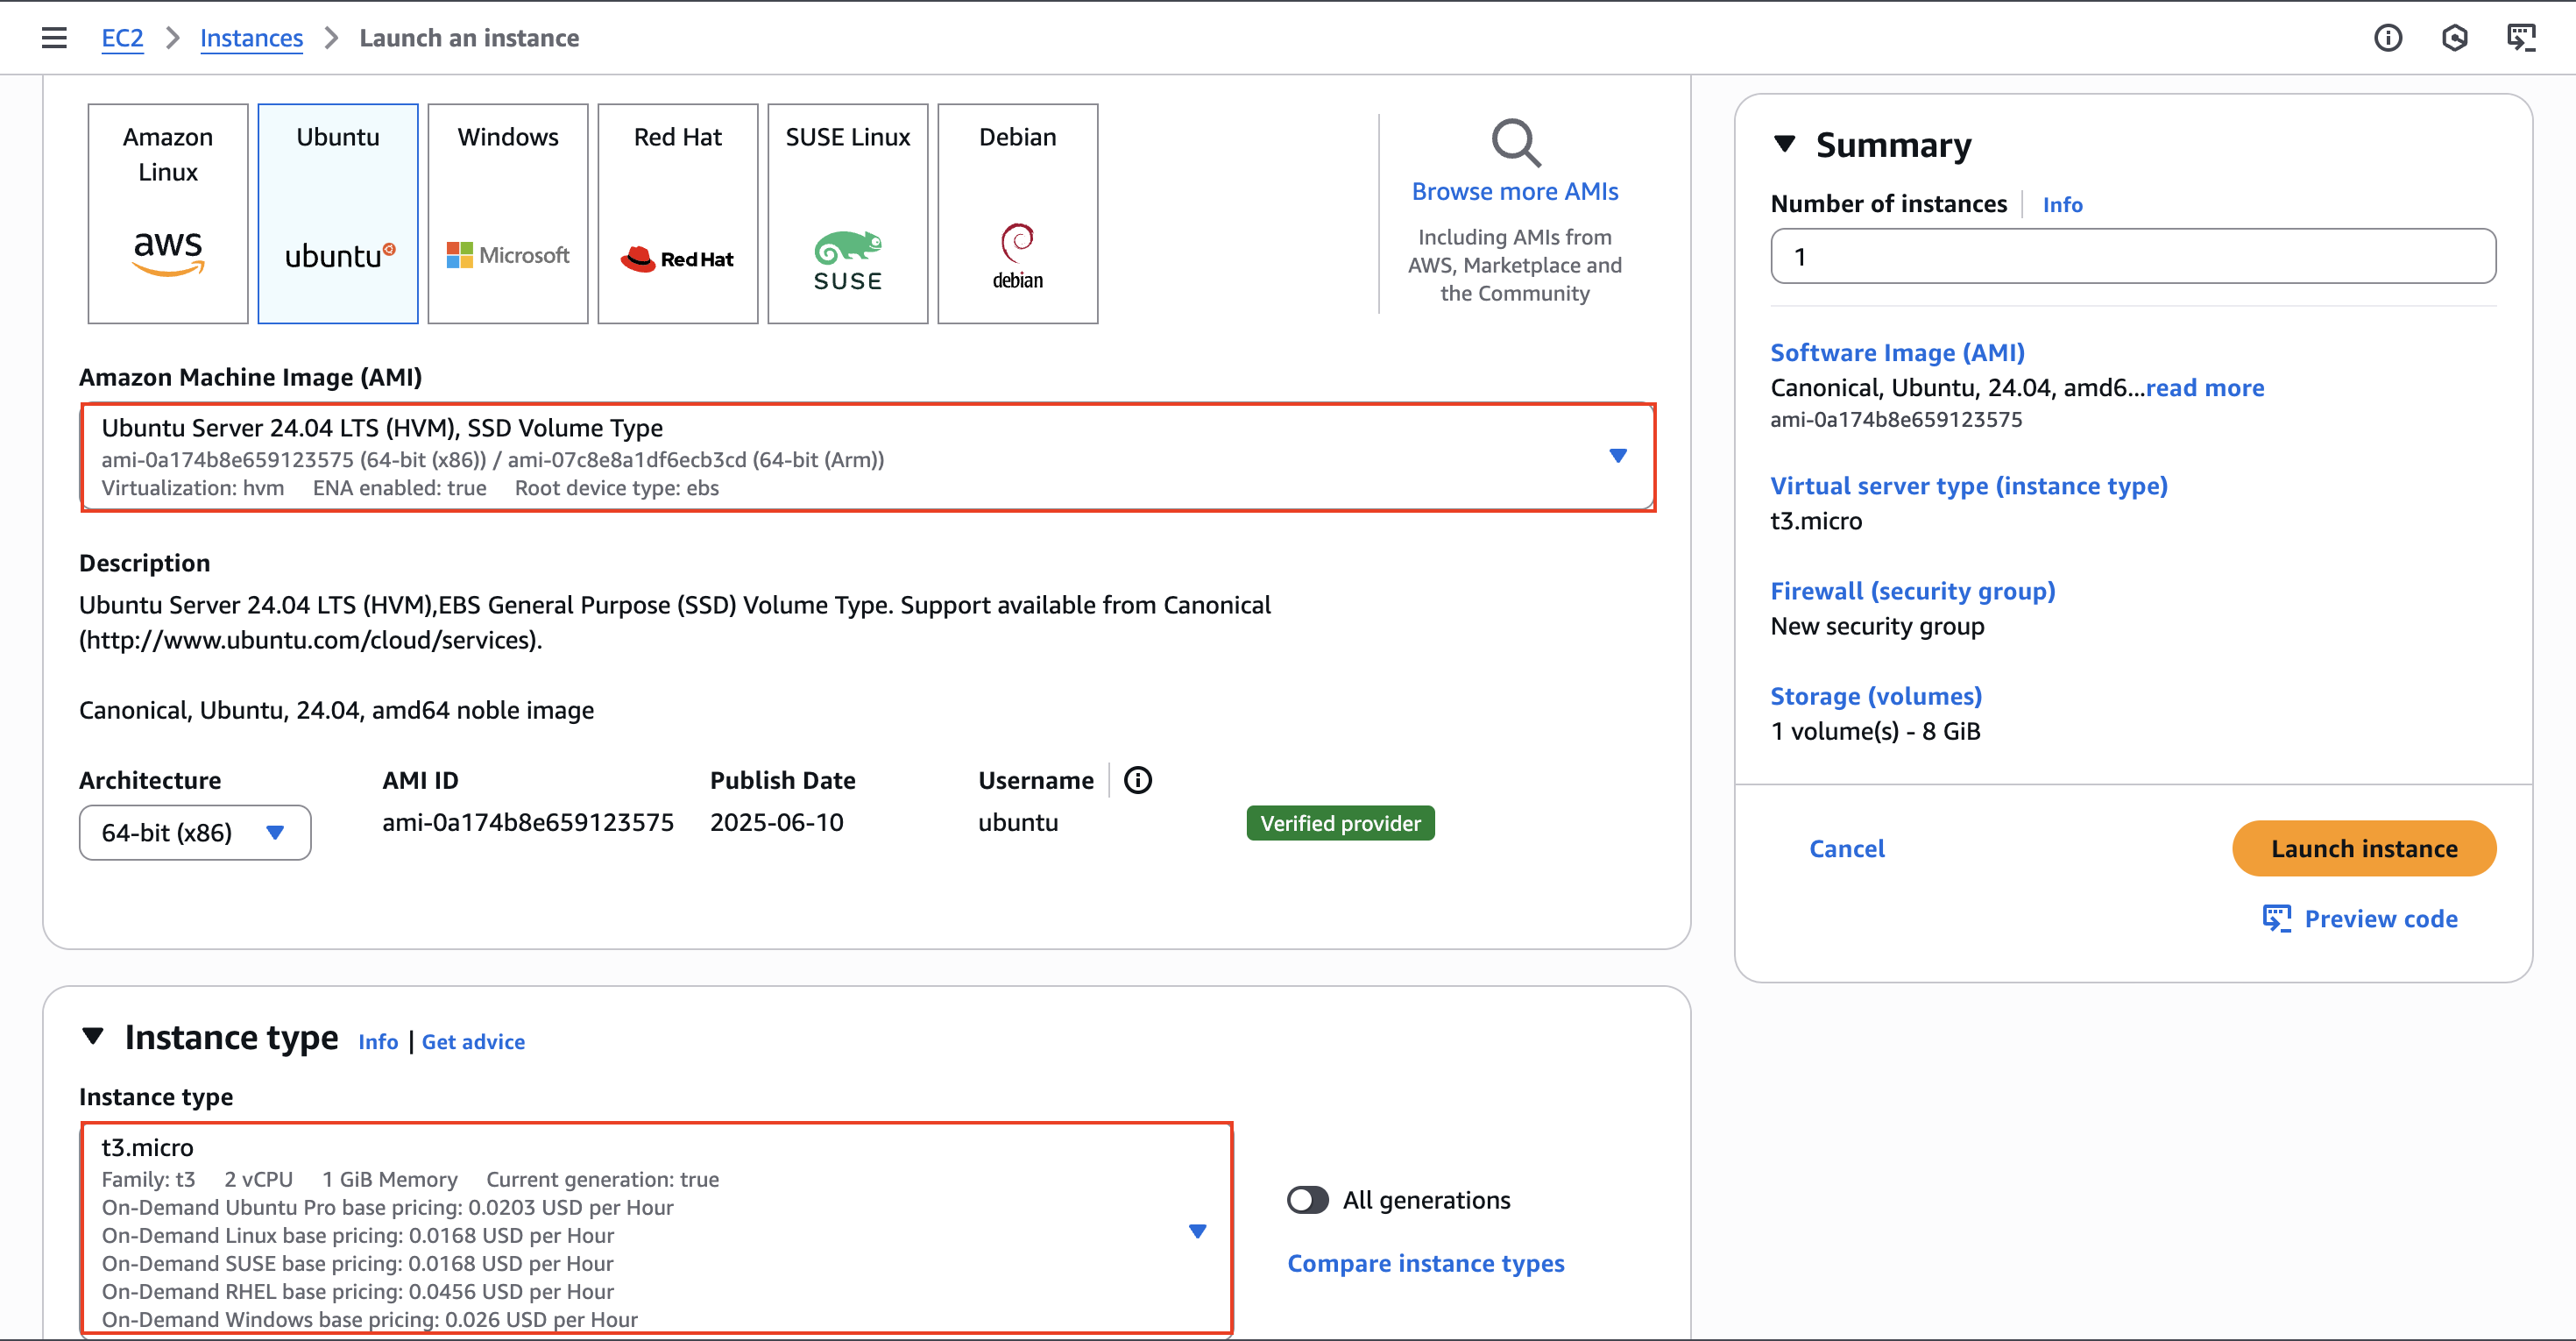 EC2 > Instances > Launch an instance
Amazon
Linux
aws
Ubuntu
ubuntu
Windows
Microsoft
Red Hat
Red Hat
SUSE Linux
SUSE
Debian
debian
Browse more AMIs
Including AMIs from
AWS, Marketplace and
the Community
Amazon Machine Image (AMI)
Ubuntu Server 24.04 LTS (HVM), SSD Volume Type
ami-0a174b8e659123575 (64-bit (x86)) / ami-07c8e8a1df6ecb3cd (64-bit (Arm))
Virtualization: hvm ENA enabled: true Root device type: ebs
Description
Ubuntu Server 24.04 LTS (HVM),EBS General Purpose (SSD) Volume Type. Support available from Canonical
(http://www.ubuntu.com/cloud/services).
Canonical, Ubuntu, 24.04, amd64 noble image
Architecture
64-bit (x86)
AMI ID
ami-0a174b8e659123575
Publish Date
2025-06-10
Username
ubuntu
Verified provider
Instance type Info | Get advice
Instance type
t3.micro
Family: t3 2 vCPU 1 GiB Memory Current generation: true
On-Demand Ubuntu Pro base pricing: 0.0203 USD per Hour
On-Demand Linux base pricing: 0.0168 USD per Hour
On-Demand SUSE base pricing: 0.0168 USD per Hour
On-Demand RHEL base pricing: 0.0456 USD per Hour
On-Demand Windows base pricing: 0.026 USD per Hour
All generations
Compare instance types
Summary
Number of instances Info
1
Software Image (AMI)
Canonical, Ubuntu, 24.04, amd6...read more
ami-0a174b8e659123575
Virtual server type (instance type)
t3.micro
Firewall (security group)
New security group
Storage (volumes)
1 volume(s) - 8 GiB
Cancel
Launch instance
Preview code